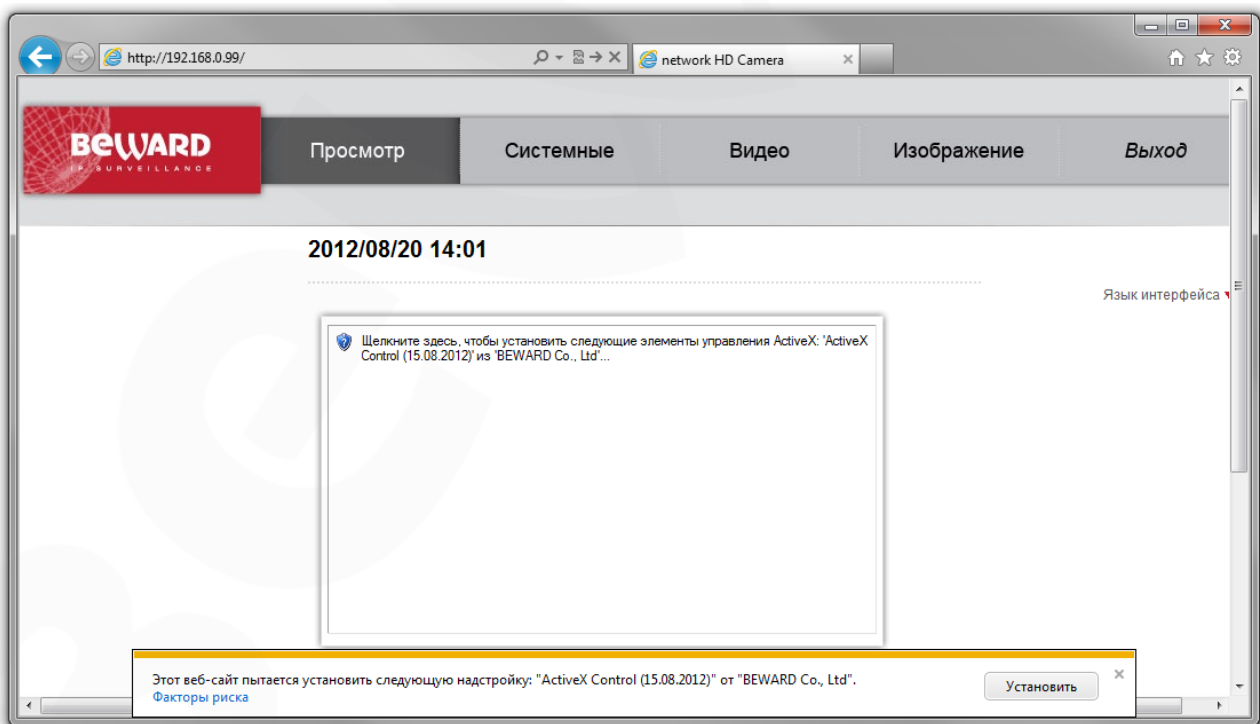 http://192.168.0.99/
network HD Camera
BEWARD
IP SURVEILLANCE
Просмотр
Системные
Видео
Изображение
Выход
2012/08/20 14:01
Язык интерфейса
Щелкните здесь, чтобы установить следующие элементы управления ActiveX: 'ActiveX
Control (15.08.2012)' из 'BEWARD Co., Ltd'...
Этот веб-сайт пытается установить следующую надстройку: "ActiveX Control (15.08.2012)" от "BEWARD Co., Ltd".
Факторы риска
Установить